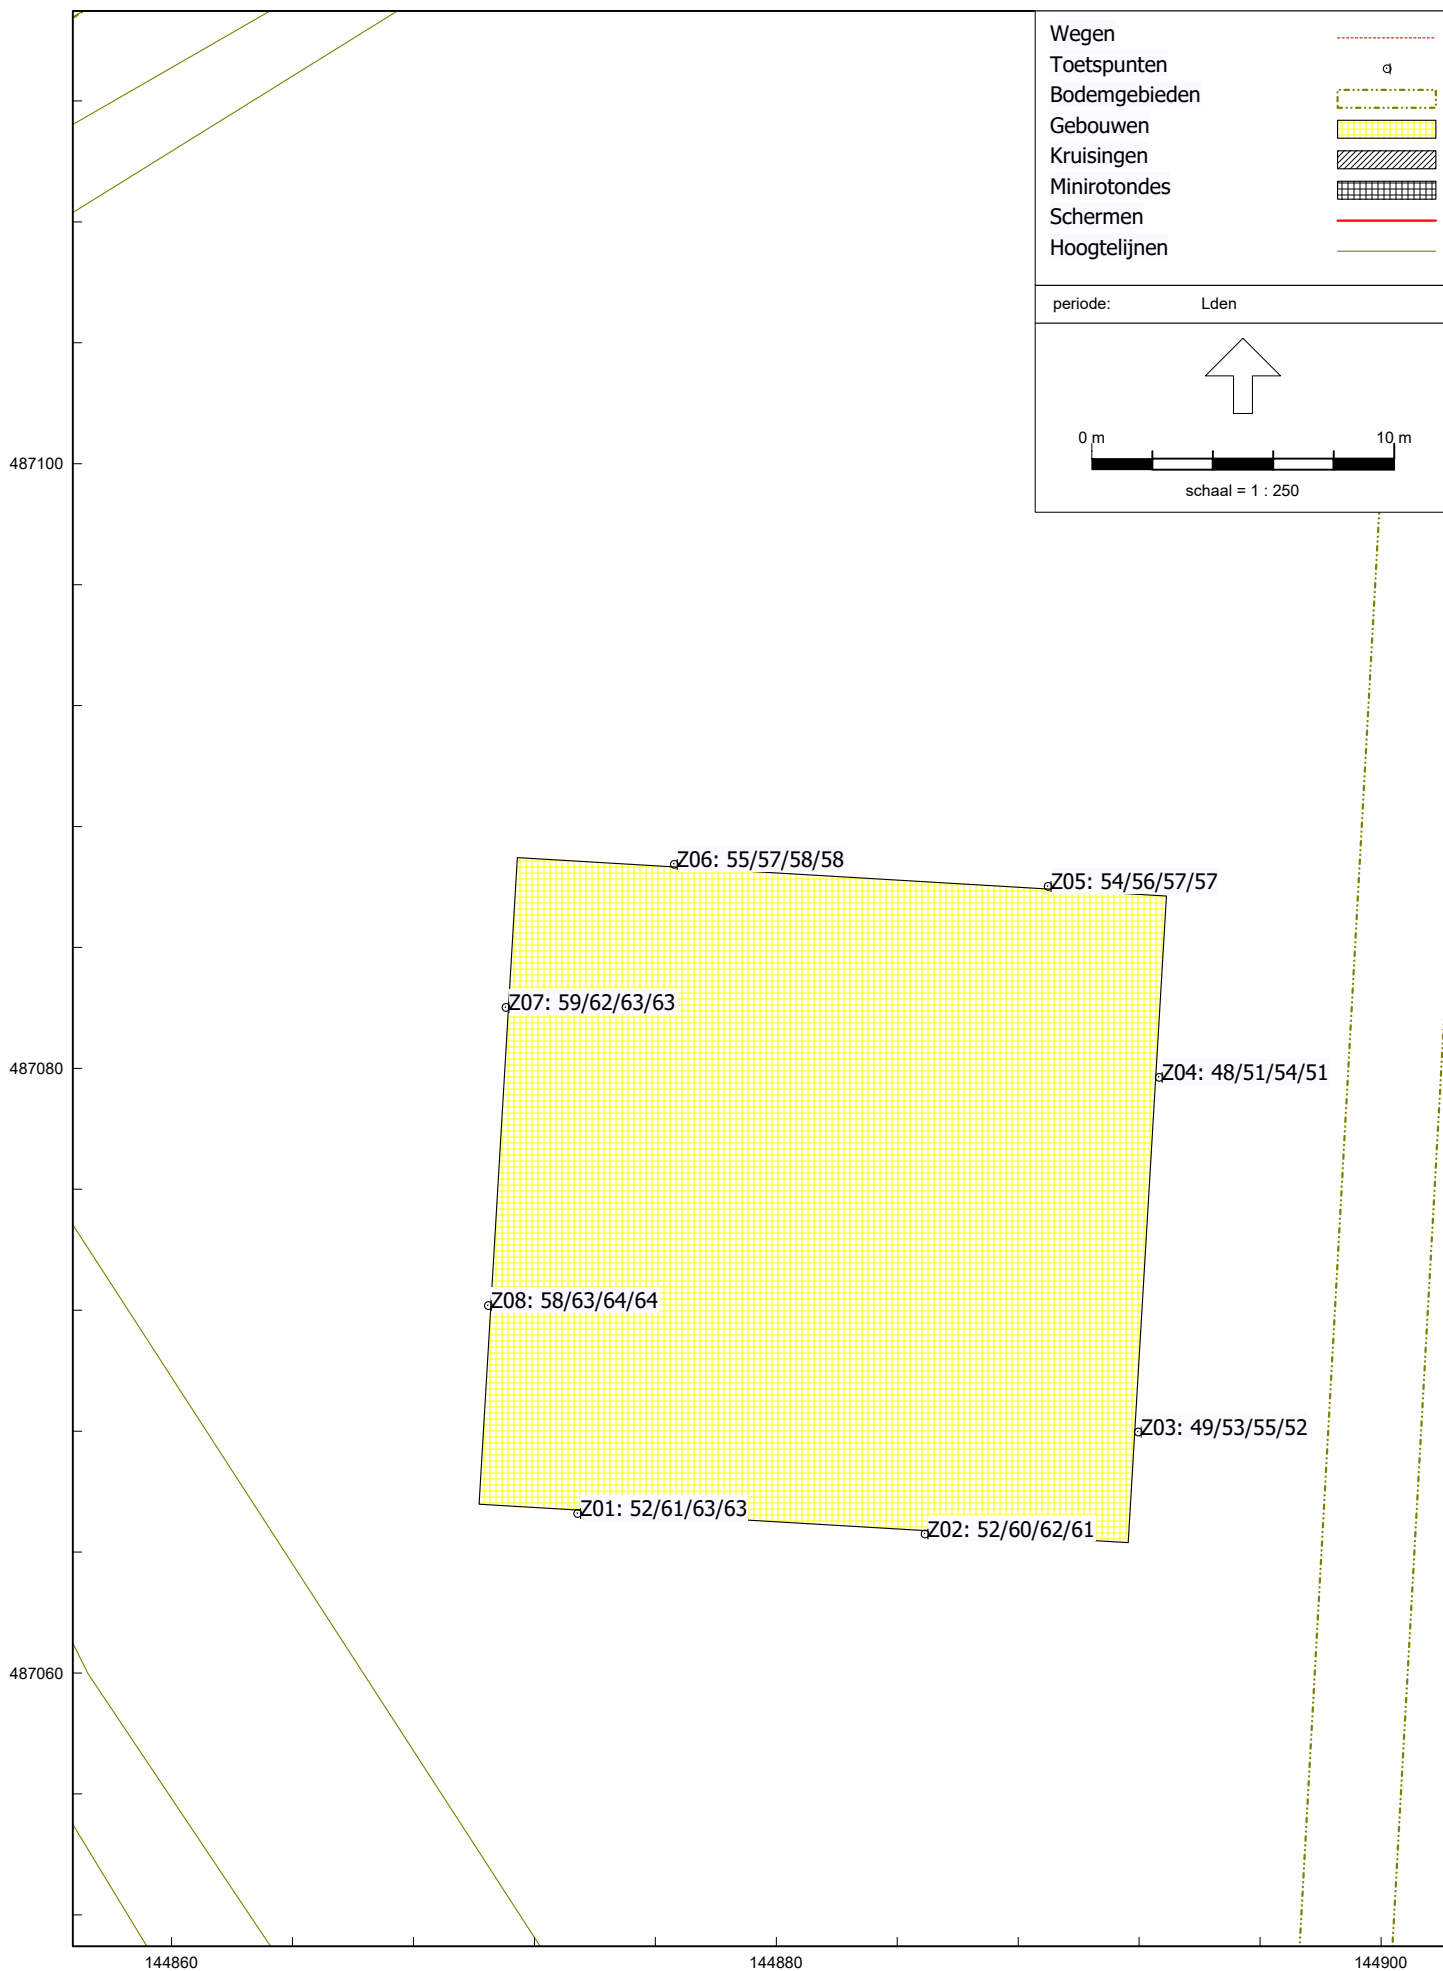 Wegen
Toetspunten
Bodemgebieden
Gebouwen
Kruisingen
Minirotondes
Schermen
Hoogtelijnen
periode: Lden
0 m 10 m
schaal = 1 : 250
487100
Z06: 55/57/58/58
Z05: 54/56/57/57
Z07: 59/62/63/63
487080
Z04: 48/51/54/51
Z08: 58/63/64/64
Z03: 49/53/55/52
Z01: 52/61/63/63
Z02: 52/60/62/61
487060
144860 144880 144900